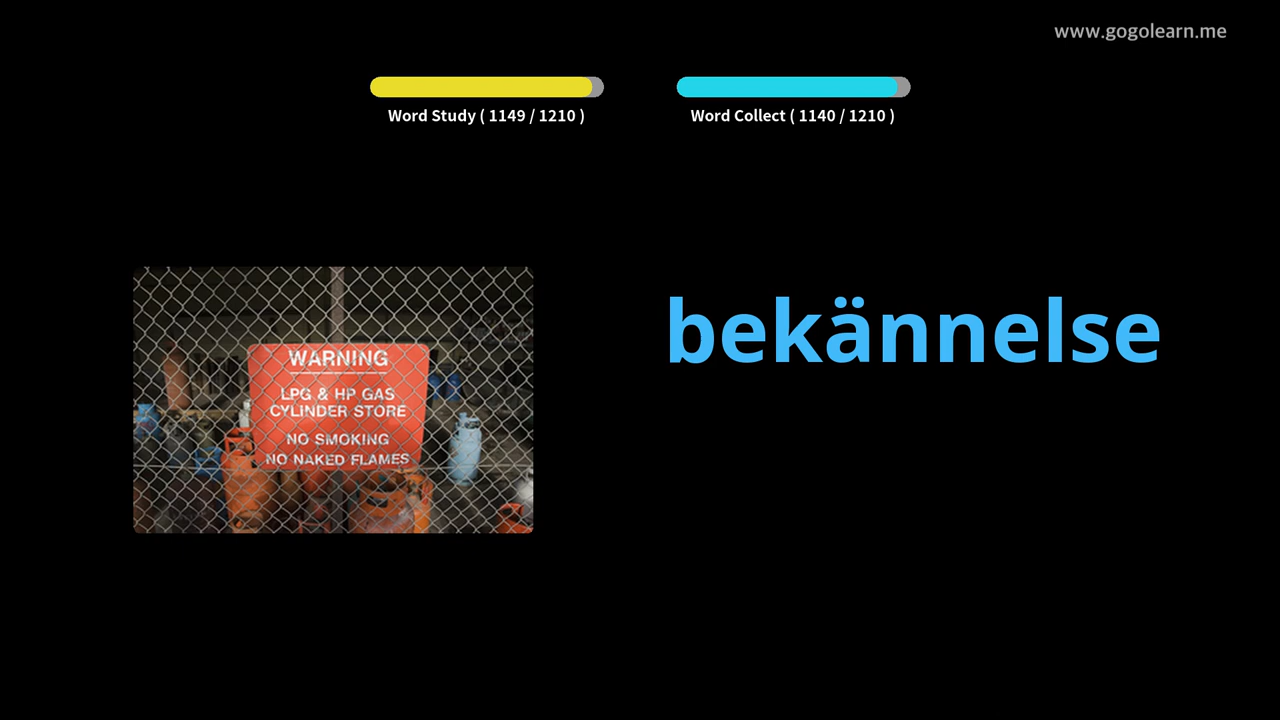 www.gogolearn.me
Word Study ( 1149 / 1210 )
Word Collect ( 1140 / 1210 )
WARNING
LPG & HP GAS
CYLINDER STORE
NO SMOKING
NO NAKED FLAMES
bekännelse